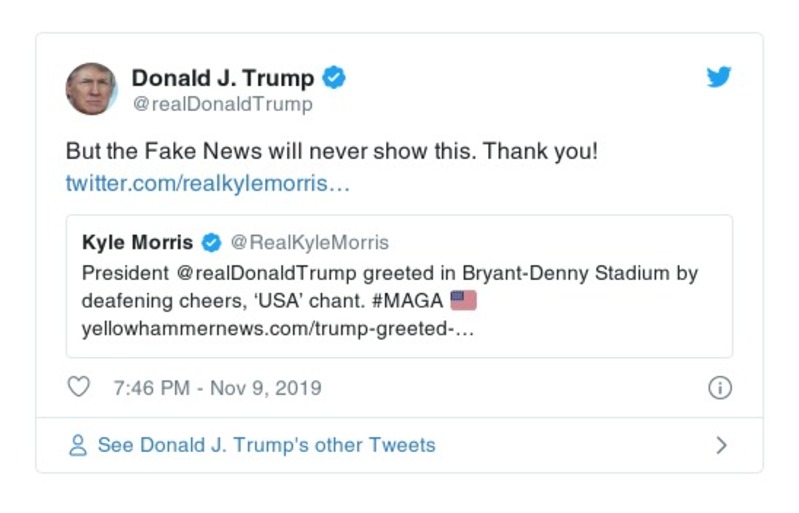 Donald J. Trump
@realDonaldTrump
But the Fake News will never show this. Thank you!
twitter.com/realkylemorris…
Kyle Morris @RealKyleMorris
President @realDonaldTrump greeted in Bryant-Denny Stadium by
deafening cheers, ‘USA’ chant. #MAGA 🇺🇸
yellowhammernews.com/trump-greeted-…
7:46 PM - Nov 9, 2019
See Donald J. Trump's other Tweets